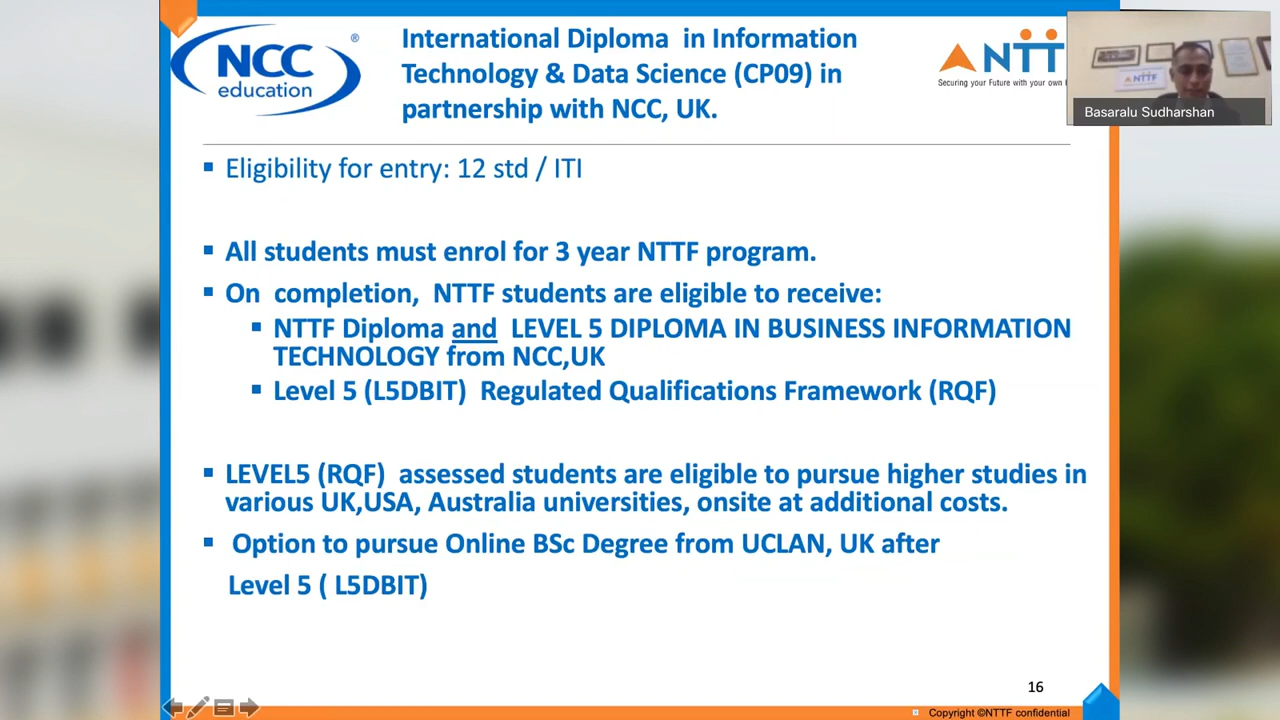 NCC
education
®
International Diploma in Information
Technology & Data Science (CP09) in
partnership with NCC, UK.
NTT
Securing your Future with your own
NTTF
Basaralu Sudharshan
Eligibility for entry: 12 std / ITI
All students must enrol for 3 year NTTF program.
On completion, NTTF students are eligible to receive:
NTTF Diploma and LEVEL 5 DIPLOMA IN BUSINESS INFORMATION
TECHNOLOGY from NCC,UK
Level 5 (L5DBIT) Regulated Qualifications Framework (RQF)
LEVEL5 (RQF) assessed students are eligible to pursue higher studies in
various UK,USA, Australia universities, onsite at additional costs.
Option to pursue Online BSc Degree from UCLAN, UK after
Level 5 ( L5DBIT)
16
Copyright ©NTTF confidential